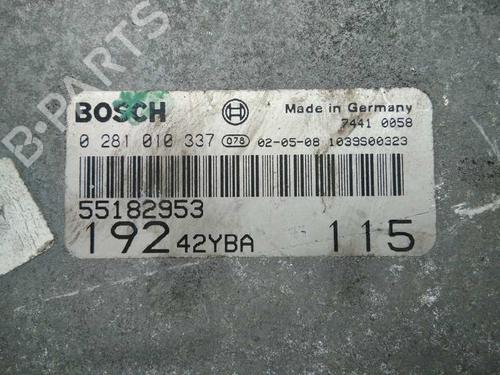 B-PARTS
BOSCH Made in Germany
7441 0058
0 281 010 337 078 02-05-08 1039S00323
55182953
192 42YBA 115